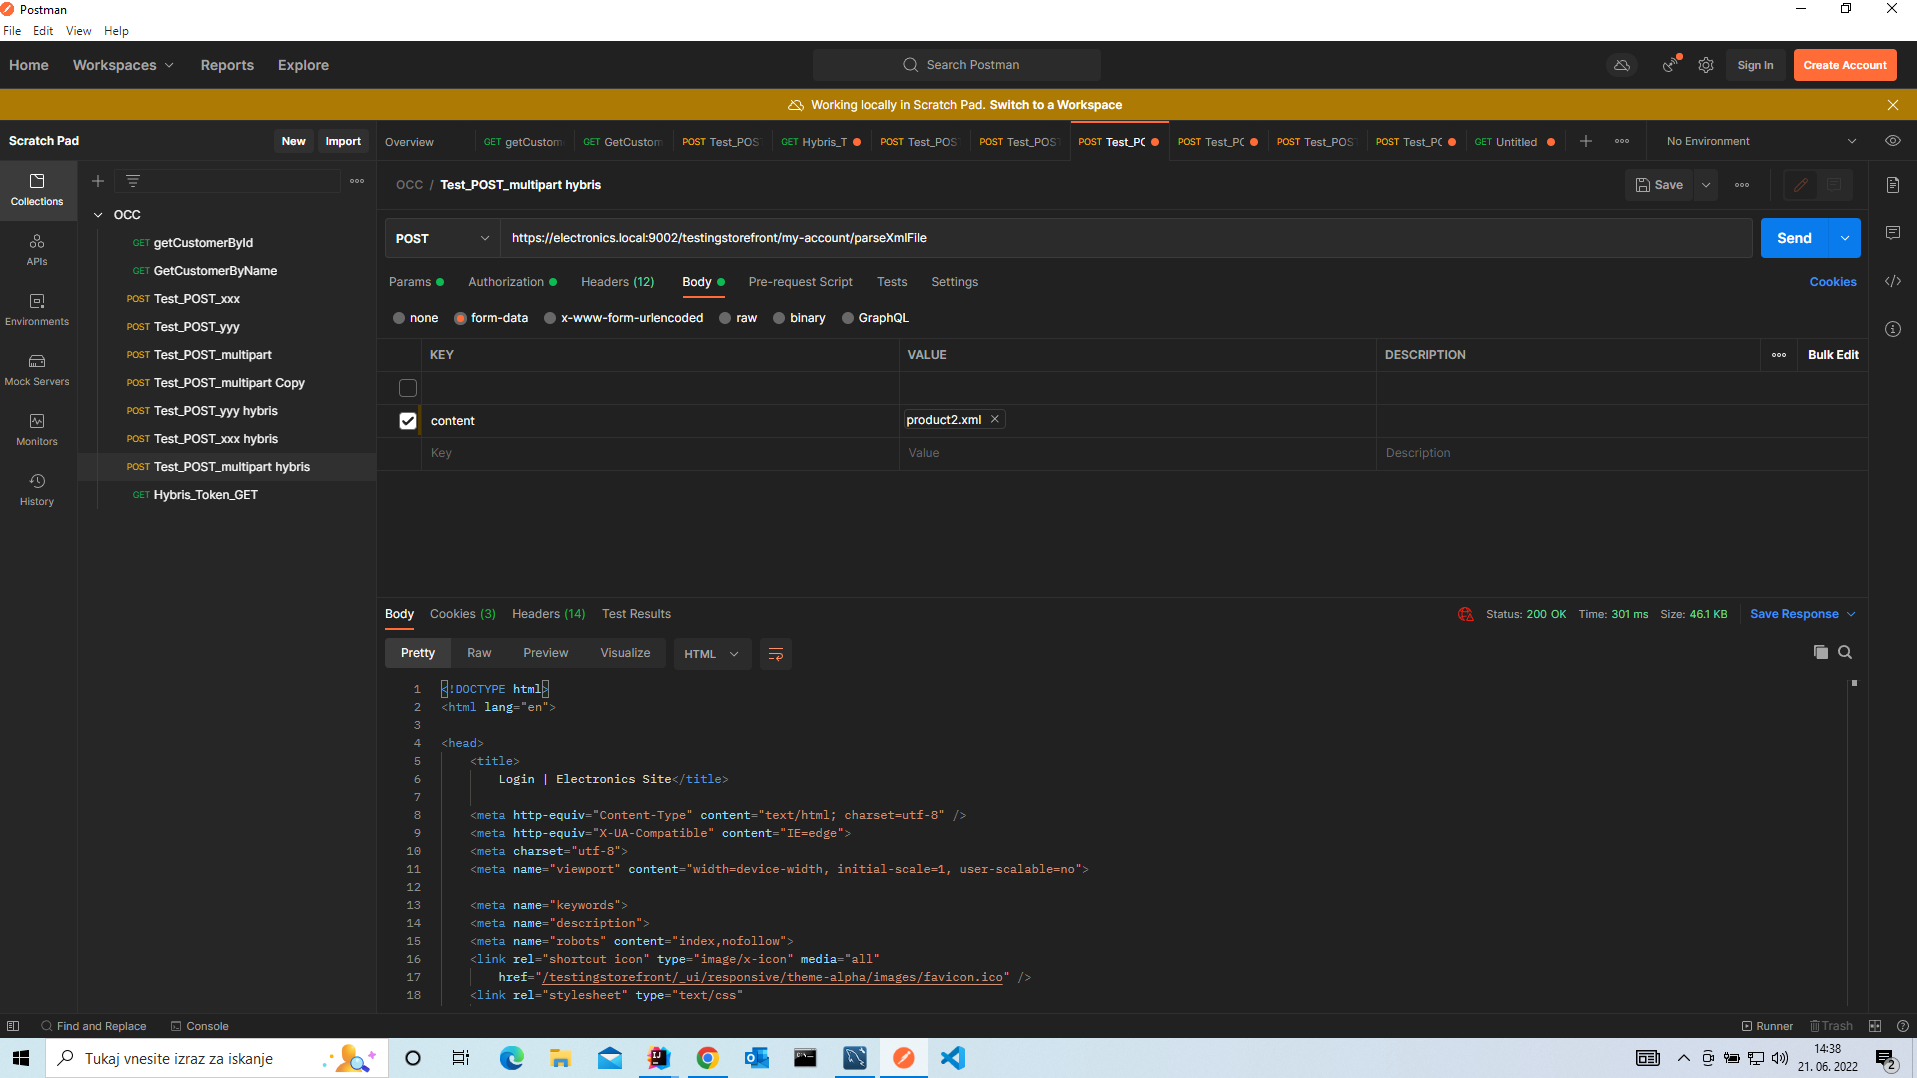 Postman
File Edit View Help
Home Workspaces Reports Explore Search Postman Sign In Create Account
Working locally in Scratch Pad. Switch to a Workspace
Scratch Pad New Import Overview GET getCustom GET GetCustom POST Test_POS GET Hybris_T POST Test_POS POST Test_POST POST Test_PO POST Test_PO POST Test_POS POST Test_PO GET Untitled No Environment
OCC / Test_POST_multipart hybris Save
Collections
APIs
Environments
Mock Servers
Monitors
History
OCC
GET getCustomerById
GET GetCustomerByName
POST Test_POST_xxx
POST Test_POST_yyy
POST Test_POST_multipart
POST Test_POST_multipart Copy
POST Test_POST_yyy hybris
POST Test_POST_xxx hybris
POST Test_POST_multipart hybris
GET Hybris_Token_GET
POST https://electronics.local:9002/testingstorefront/my-account/parseXmlFile Send
Params Authorization Headers (12) Body Pre-request Script Tests Settings Cookies
none form-data x-www-form-urlencoded raw binary GraphQL
KEY VALUE DESCRIPTION Bulk Edit
content product2.xml
Key Value Description
Body Cookies (3) Headers (14) Test Results Status: 200 OK Time: 301 ms Size: 46.1 KB Save Response
Pretty Raw Preview Visualize HTML
1 <!DOCTYPE html>
2 <html lang="en">
3
4 <head>
5 <title>
6 Login | Electronics Site</title>
7
8 <meta http-equiv="Content-Type" content="text/html; charset=utf-8" />
9 <meta http-equiv="X-UA-Compatible" content="IE=edge">
10 <meta charset="utf-8">
11 <meta name="viewport" content="width=device-width, initial-scale=1, user-scalable=no">
12
13 <meta name="keywords">
14 <meta name="description">
15 <meta name="robots" content="index,nofollow">
16 <link rel="shortcut icon" type="image/x-icon" media="all"
17 href="/testingstorefront/_ui/responsive/theme-alpha/images/favicon.ico" />
18 <link rel="stylesheet" type="text/css"
Find and Replace Console Runner Trash
Tukaj vnesite izraz za iskanje
14:38
21. 06. 2022
2